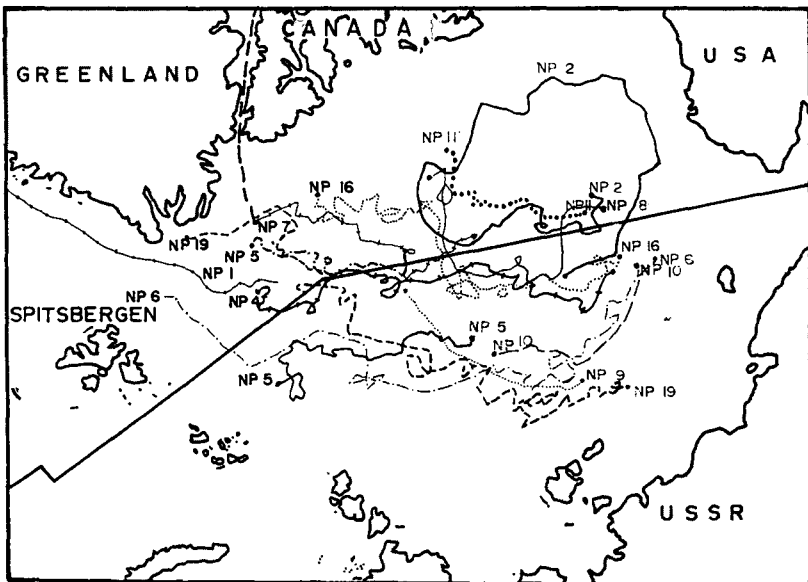 CANADA
GREENLAND
USA
NP 2
NP 11
NP 16
NP 2
NP 8
NP 7
NP 19
NP 5
NP 16
NP 6
NP 10
NP 1
NP 4
NP 6
SPITSBERGEN
NP 5
NP 10
NP 5
NP 9
NP 19
USSR